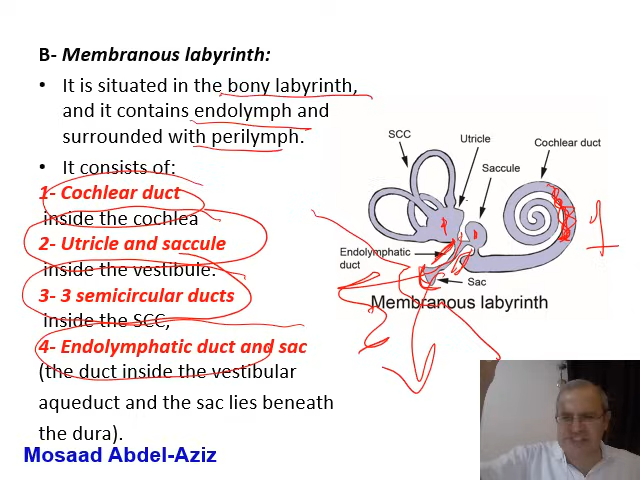 B- Membranous labyrinth:
• It is situated in the bony labyrinth,
and it contains endolymph and
surrounded with perilymph.
• It consists of:
1- Cochlear duct
inside the cochlea
2- Utricle and saccule
inside the vestibule.
3- 3 semicircular ducts
inside the SCC,
4- Endolymphatic duct and sac
(the duct inside the vestibular
aqueduct and the sac lies beneath
the dura).
Mosaad Abdel-Aziz
SCC
Utricle
Cochlear duct
Saccule
Endolymphatic
duct
Sac
Membranous labyrinth
1
2